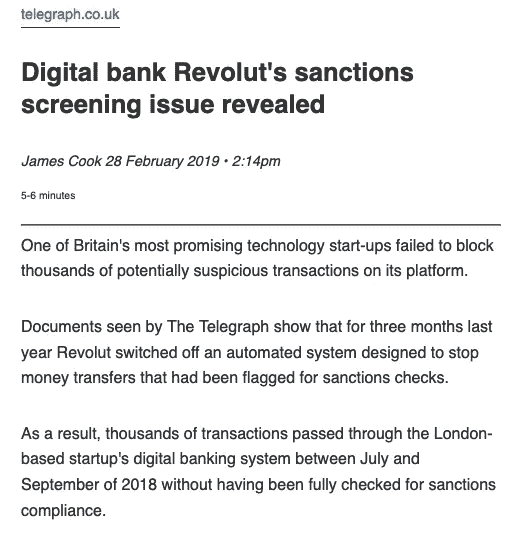 telegraph.co.uk
Digital bank Revolut's sanctions
screening issue revealed
James Cook 28 February 2019 • 2:14pm
5-6 minutes
One of Britain's most promising technology start-ups failed to block
thousands of potentially suspicious transactions on its platform.
Documents seen by The Telegraph show that for three months last
year Revolut switched off an automated system designed to stop
money transfers that had been flagged for sanctions checks.
As a result, thousands of transactions passed through the London-
based startup's digital banking system between July and
September of 2018 without having been fully checked for sanctions
compliance.